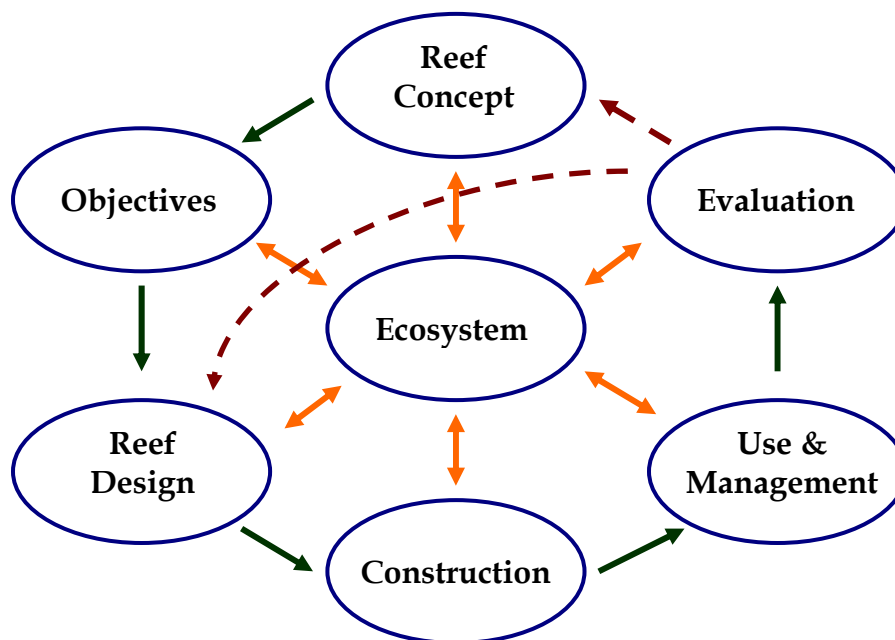 Reef
Concept
Objectives
Evaluation
Ecosystem
Reef
Design
Use &
Management
Construction